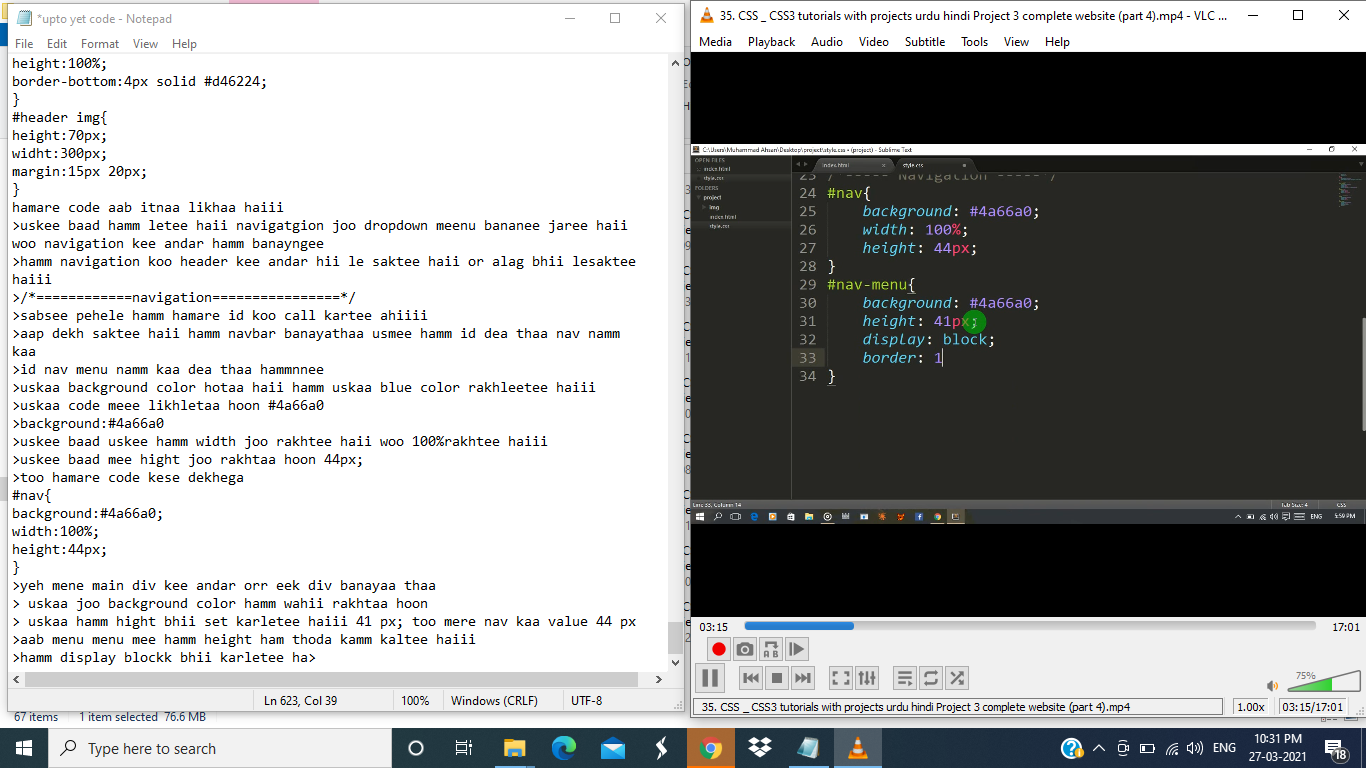 *upto yet code - Notepad
File Edit Format View Help
height:100%;
border-bottom:4px solid #d46224;
}
#header img{
height:70px;
widht:300px;
margin:15px 20px;
}
hamare code aab itnaa likhaa haiii
>uskee baad hamm letee haii navigatgion joo dropdown meenu bananee jaree haii
woo navigation kee andar hamm banayngee
>hamm navigation koo header kee andar hii le saktee haii or alag bhii lesaktee
haiii
>/*============navigation================*/
>sabsee pehele hamm hamare id koo call kartee ahiiii
>aap dekh saktee haii hamm navbar banayathaa usmee hamm id dea thaa nav namm
kaa
>id nav menu namm kaa dea thaa hammnnee
>uskaa background color hotaa haii hamm uskaa blue color rakhleetee haiii
>uskaa code meee likhletaa hoon #4a66a0
>background:#4a66a0
>uskee baad uskee hamm width joo rakhtee haii woo 100%rakhtee haiii
>uskee baad mee hight joo rakhtaa hoon 44px;
>too hamare code kese dekhega
#nav{
background:#4a66a0;
width:100%;
height:44px;
}
>yeh mene main div kee andar orr eek div banayaa thaa
> uskaa joo background color hamm wahii rakhtaa hoon
> uskaa hamm hight bhii set karletee haiii 41 px; too mere nav kaa value 44 px
>aab menu menu mee hamm height ham thoda kamm kaltee haiii
>hamm display blockk bhii karletee ha>
Ln 623, Col 39 100% Windows (CRLF) UTF-8
67 items 1 item selected 76.6 MB
35. CSS _ CSS3 tutorials with projects urdu hindi Project 3 complete website (part 4).mp4 - VLC ...
Media Playback Audio Video Subtitle Tools View Help
C:\Users\Muhammad Ahsan\Desktop\project\style.css • (project) - Sublime Text
OPEN FILES
index.html
style.css
FOLDERS
project
img
index.html
style.css
index.html style.css
23 /* ===== Navigation ===== */
24 #nav{
25 background: #4a66a0;
26 width: 100%;
27 height: 44px;
28 }
29 #nav-menu{
30 background: #4a66a0;
31 height: 41px;
32 display: block;
33 border: 1
34 }
Line 33, Column 14 Tab Size: 4 CSS
ENG 5:59 PM
03:15 17:01
75%
35. CSS _ CSS3 tutorials with projects urdu hindi Project 3 complete website (part 4).mp4 1.00x 03:15/17:01
Type here to search
ENG 10:31 PM
27-03-2021 18